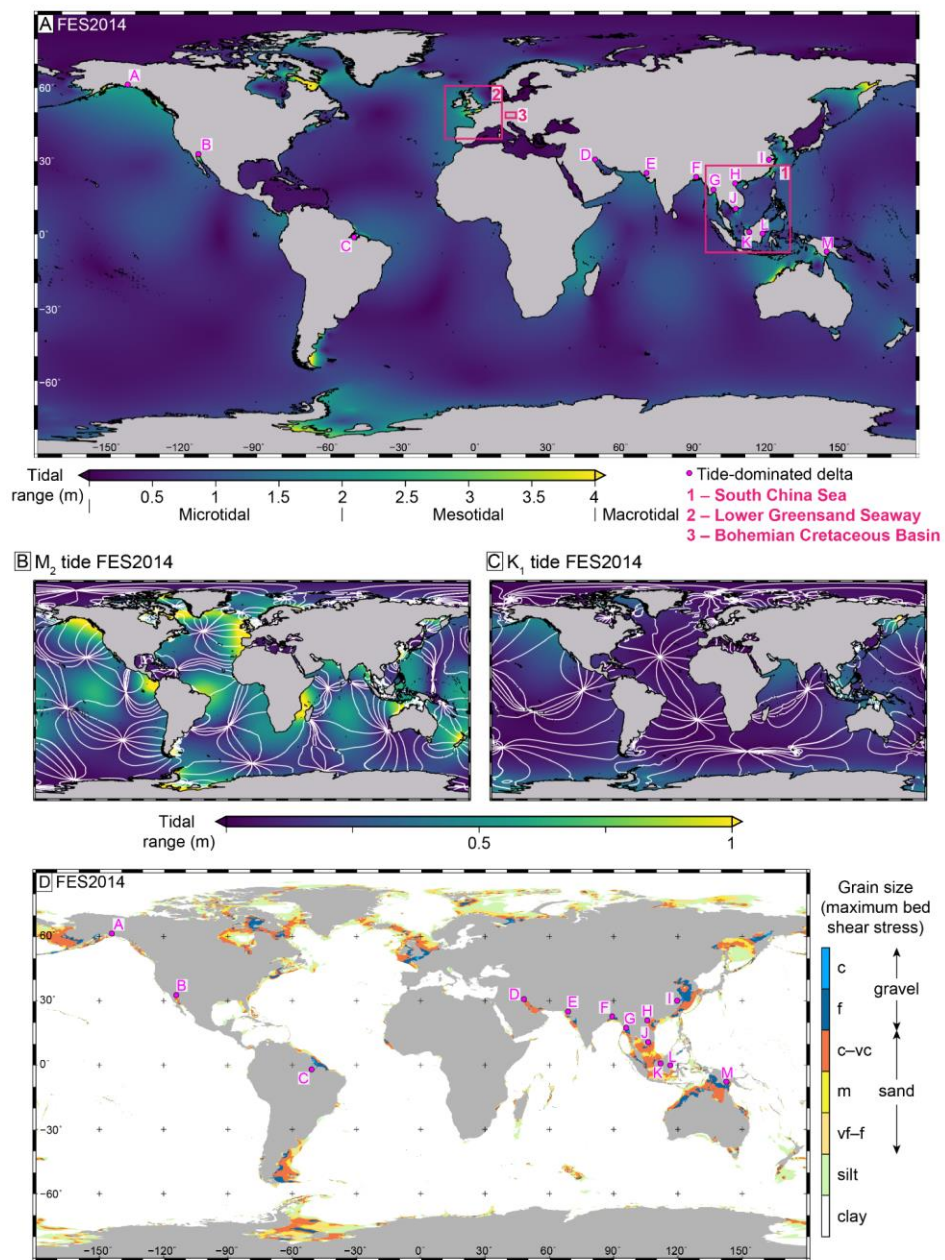 A FES2014
A
B
C
D
E
F
G
H
I
J
K
L
M
1
2
3
60°
30°
0°
−30°
−60°
−150° −120° −90° −60° −30° 0° 30° 60° 90° 120° 150°
Tidal range (m)
0.5 1 1.5 2 2.5 3 3.5 4
Microtidal Mesotidal Macrotidal
Tide-dominated delta
1 – South China Sea
2 – Lower Greensand Seaway
3 – Bohemian Cretaceous Basin
B M₂ tide FES2014
C K₁ tide FES2014
Tidal range (m)
0.5 1
D FES2014
A
B
C
D
E
F
G
H
I
J
K
L
M
60°
30°
0°
−30°
−60°
−150 −120 −90 −60 −30 0 30 60 90 120 150
Grain size
(maximum bed
shear stress)
c
f
gravel
c–vc
m
sand
vf–f
silt
clay